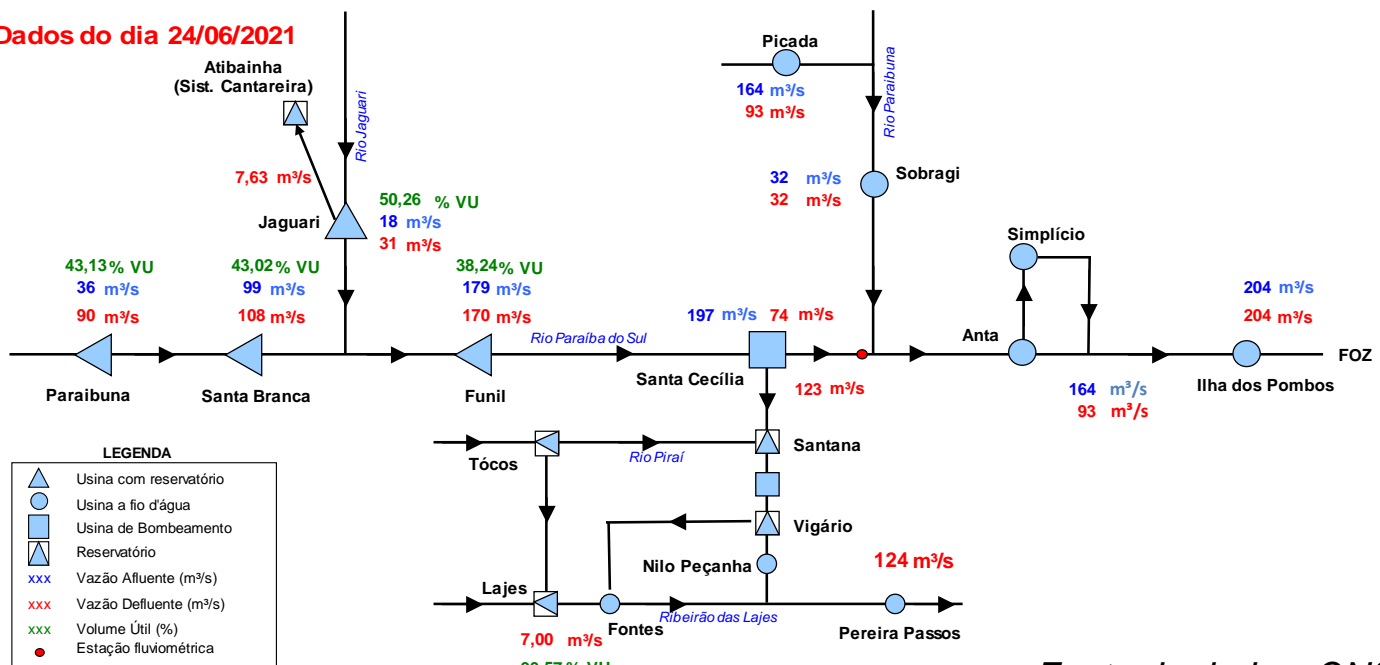 Dados do dia 24/06/2021
Atibainha
(Sist. Cantareira)
Rio Jaguari
7,63 m³/s
Jaguari
50,26 % VU
18 m³/s
31 m³/s
Picada
164 m³/s
93 m³/s
Rio Paraibuna
32 m³/s
32 m³/s
Sobragi
43,13% VU
36 m³/s
90 m³/s
Paraibuna
43,02% VU
99 m³/s
108 m³/s
Santa Branca
38,24% VU
179 m³/s
170 m³/s
Funil
Rio Paraíba do Sul
197 m³/s 74 m³/s
Santa Cecília
123 m³/s
Simplício
Anta
164 m³/s
93 m³/s
204 m³/s
204 m³/s
Ilha dos Pombos
FOZ
Tócos
Rio Piraí
Santana
Vigário
Nilo Peçanha
124 m³/s
Lajes
Fontes
Ribeirão das Lajes
Pereira Passos
7,00 m³/s
LEGENDA
Usina com reservatório
Usina a fio d'água
Usina de Bombeamento
Reservatório
xxx Vazão Afluente (m³/s)
xxx Vazão Defluente (m³/s)
xxx Volume Útil (%)
Estação fluviométrica